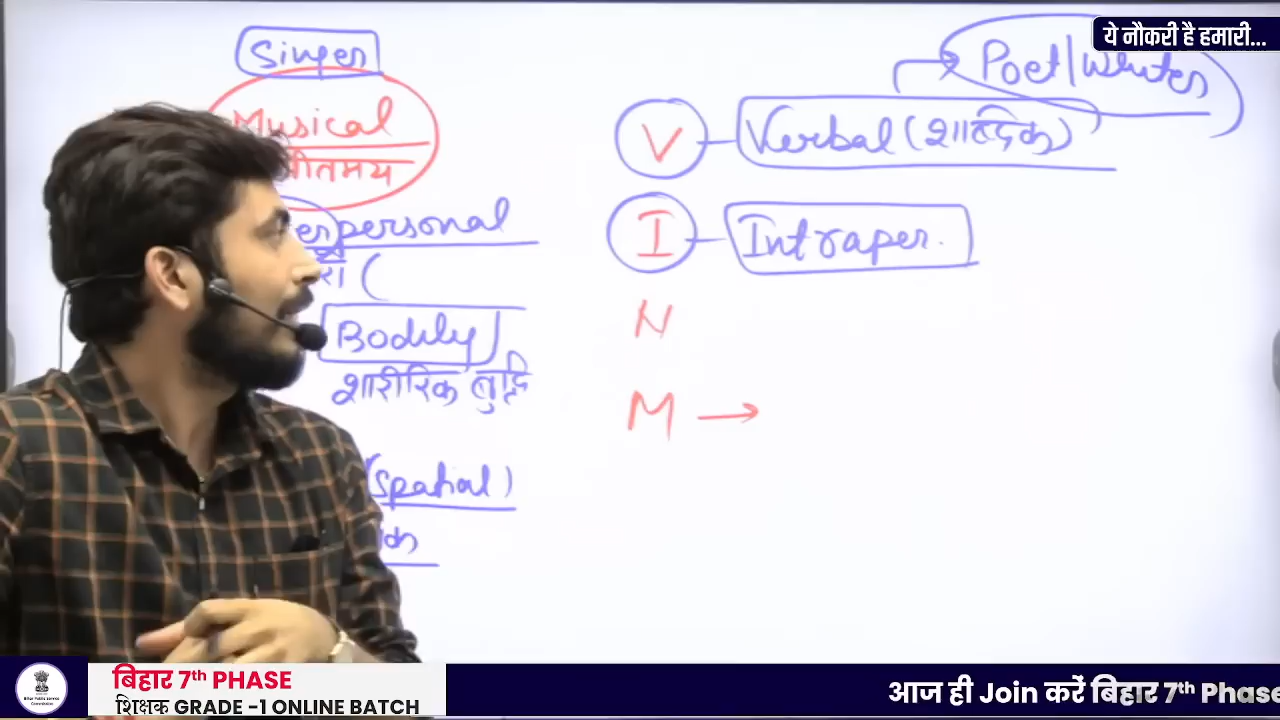 ये नौकरी है हमारी...
Singer
Musical
गीतमय
erpersonal
Bodily
शारीरिक बुद्धि
(Spatial)
Poet/Writer
V - Verbal (शाब्दिक)
I - Intraper.
N
M →
बिहार 7th PHASE
शिक्षक GRADE -1 ONLINE BATCH
आज ही Join करें बिहार 7th Phase